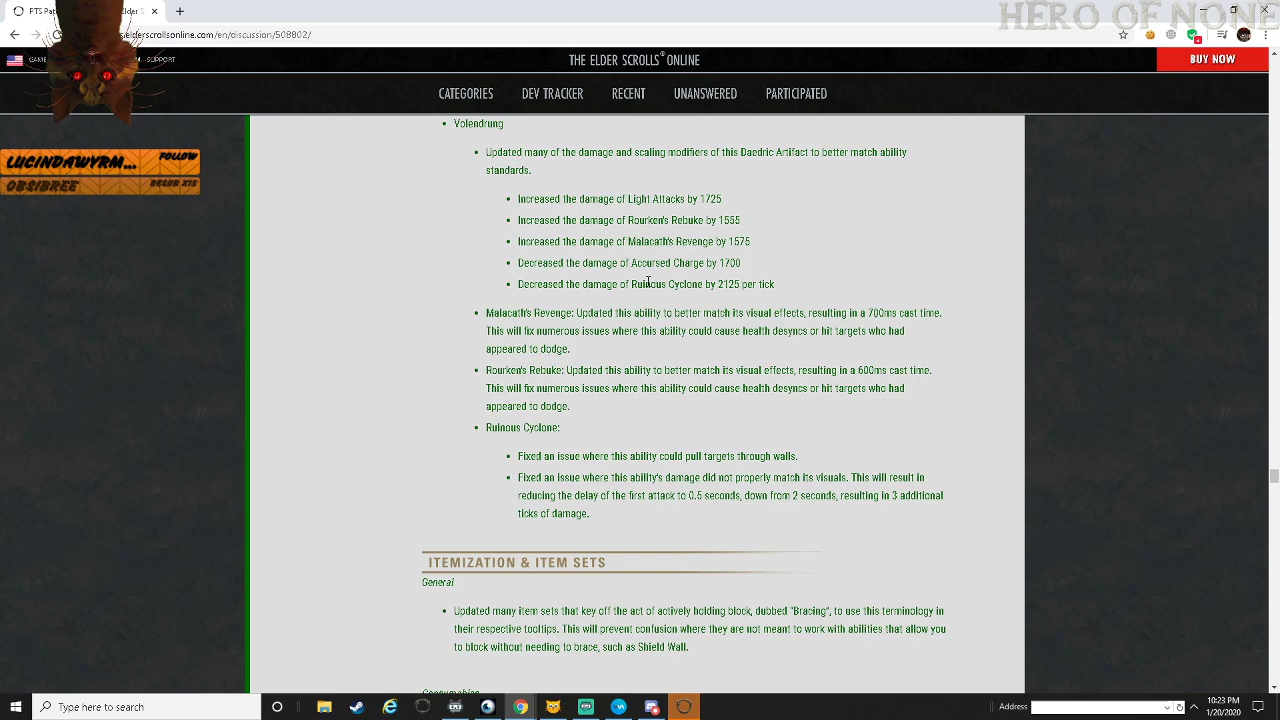 PTS Pat
Elder S
HERO OF NONE
elderscrollsonline.com/en/discussion/508632/
GAME
SUPPORT
THE ELDER SCROLLS® ONLINE
BUY NOW
CATEGORIES
DEV TRACKER
RECENT
UNANSWERED
PARTICIPATED
LUCINDAWYRM...
FOLLOW
OBSIBREE
RESUB X15
• Volendrung
• Updated many of the damage and scaling modifiers of this Daedric Artifact to better match ability
standards.
• Increased the damage of Light Attacks by 1725
• Increased the damage of Rourken's Rebuke by 1555
• Increased the damage of Malacath's Revenge by 1575
• Decreased the damage of Accursed Charge by 1700
• Decreased the damage of Ruinous Cyclone by 2125 per tick
• Malacath's Revenge: Updated this ability to better match its visual effects, resulting in a 700ms cast time.
This will fix numerous issues where this ability could cause health desyncs or hit targets who had
appeared to dodge.
• Rourken's Rebuke: Updated this ability to better match its visual effects, resulting in a 600ms cast time.
This will fix numerous issues where this ability could cause health desyncs or hit targets who had
appeared to dodge.
• Ruinous Cyclone:
• Fixed an issue where this ability could pull targets through walls.
• Fixed an issue where this ability's damage did not properly match its visuals. This will result in
reducing the delay of the first attack to 0.5 seconds, down from 2 seconds, resulting in 3 additional
ticks of damage.
ITEMIZATION & ITEM SETS
General
• Updated many item sets that key off the act of actively holding block, dubbed "Bracing", to use this terminology in
their respective tooltips. This will prevent confusion where they are not meant to work with abilities that allow you
to block without needing to brace, such as Shield Wall.
Consumables
Type here to search
Address
10:23 PM
1/20/2020